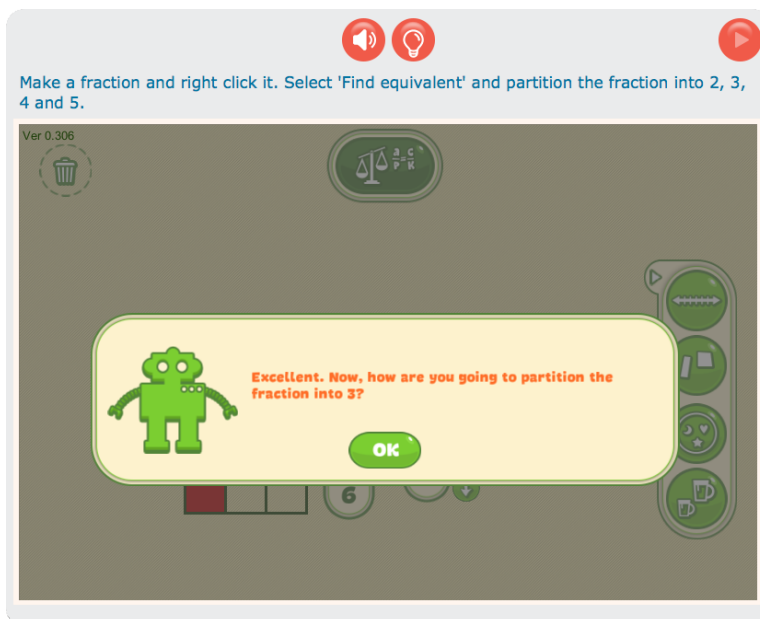 Make a fraction and right click it. Select 'Find equivalent' and partition the fraction into 2, 3,
4 and 5.
Ver 0.306
a c
P = K
Excellent. Now, how are you going to partition the
fraction into 3?
OK
6